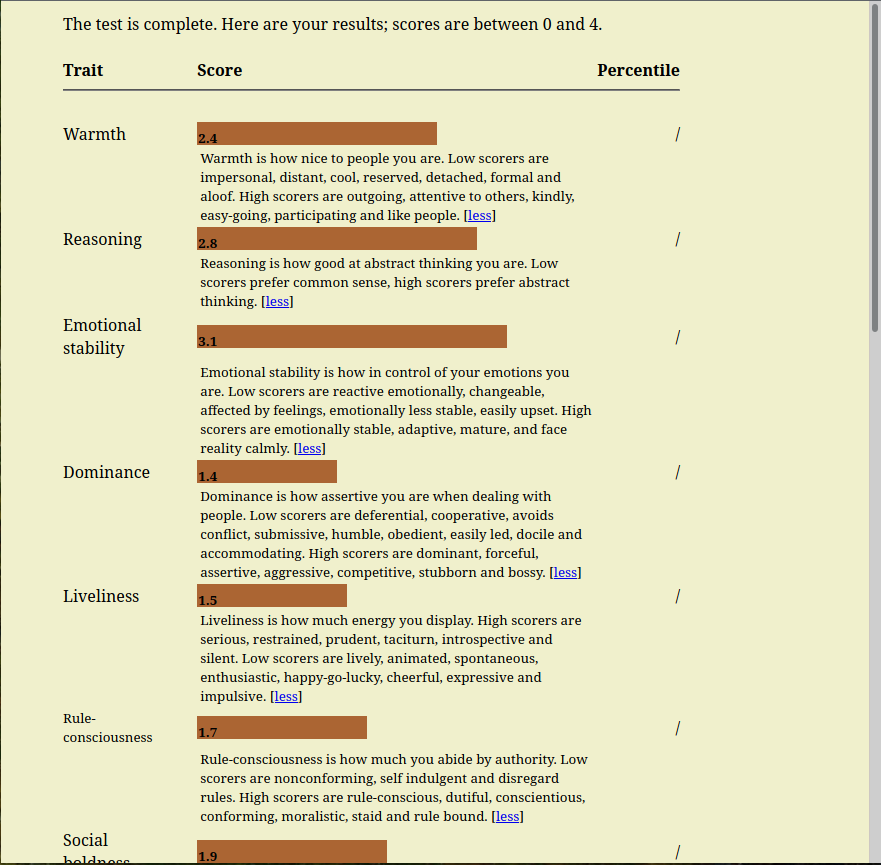 The test is complete. Here are your results; scores are between 0 and 4.
Trait Score Percentile
Warmth 2.4 /
Warmth is how nice to people you are. Low scorers are
impersonal, distant, cool, reserved, detached, formal and
aloof. High scorers are outgoing, attentive to others, kindly,
easy-going, participating and like people. [less]
Reasoning 2.8 /
Reasoning is how good at abstract thinking you are. Low
scorers prefer common sense, high scorers prefer abstract
thinking. [less]
Emotional
stability 3.1 /
Emotional stability is how in control of your emotions you
are. Low scorers are reactive emotionally, changeable,
affected by feelings, emotionally less stable, easily upset. High
scorers are emotionally stable, adaptive, mature, and face
reality calmly. [less]
Dominance 1.4 /
Dominance is how assertive you are when dealing with
people. Low scorers are deferential, cooperative, avoids
conflict, submissive, humble, obedient, easily led, docile and
accommodating. High scorers are dominant, forceful,
assertive, aggressive, competitive, stubborn and bossy. [less]
Liveliness 1.5 /
Liveliness is how much energy you display. High scorers are
serious, restrained, prudent, taciturn, introspective and
silent. Low scorers are lively, animated, spontaneous,
enthusiastic, happy-go-lucky, cheerful, expressive and
impulsive. [less]
Rule-
consciousness 1.7 /
Rule-consciousness is how much you abide by authority. Low
scorers are nonconforming, self indulgent and disregard
rules. High scorers are rule-conscious, dutiful, conscientious,
conforming, moralistic, staid and rule bound. [less]
Social
boldness 1.9 /